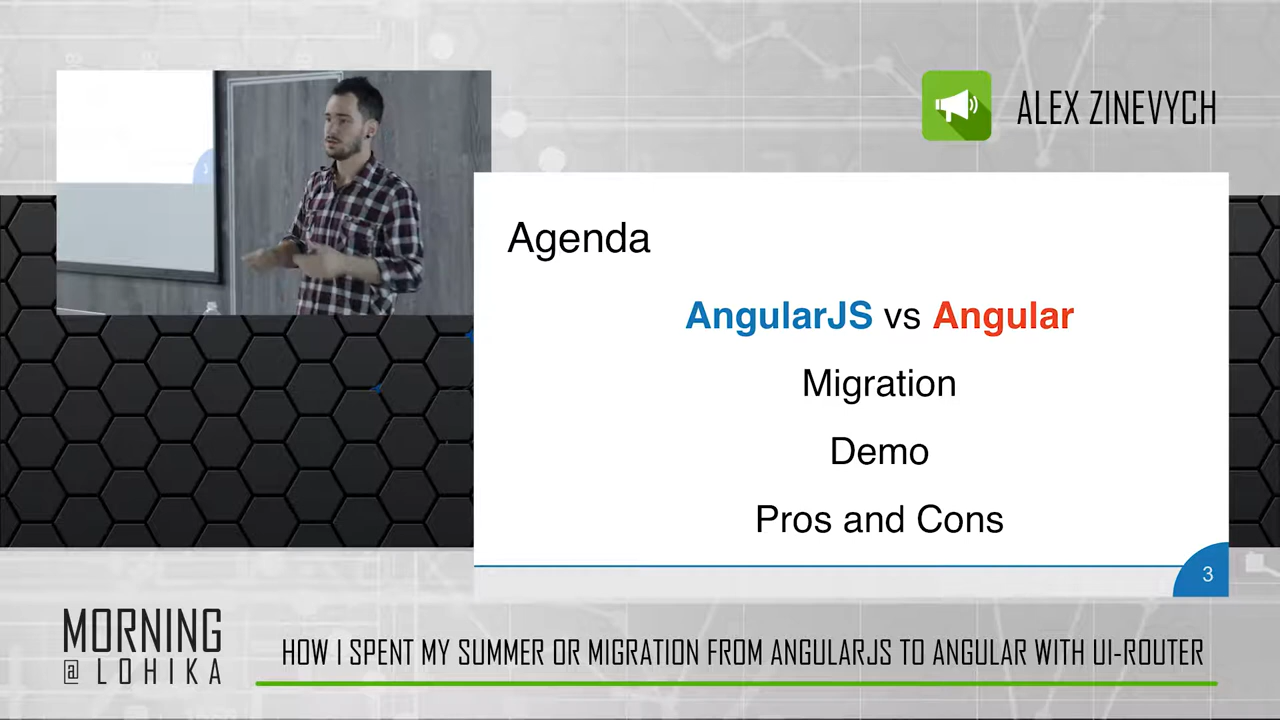 ALEX ZINEVYCH
Agenda
AngularJS vs Angular
Migration
Demo
Pros and Cons
3
3
MORNING
@ LOHIKA
HOW I SPENT MY SUMMER OR MIGRATION FROM ANGULARJS TO ANGULAR WITH UI-ROUTER